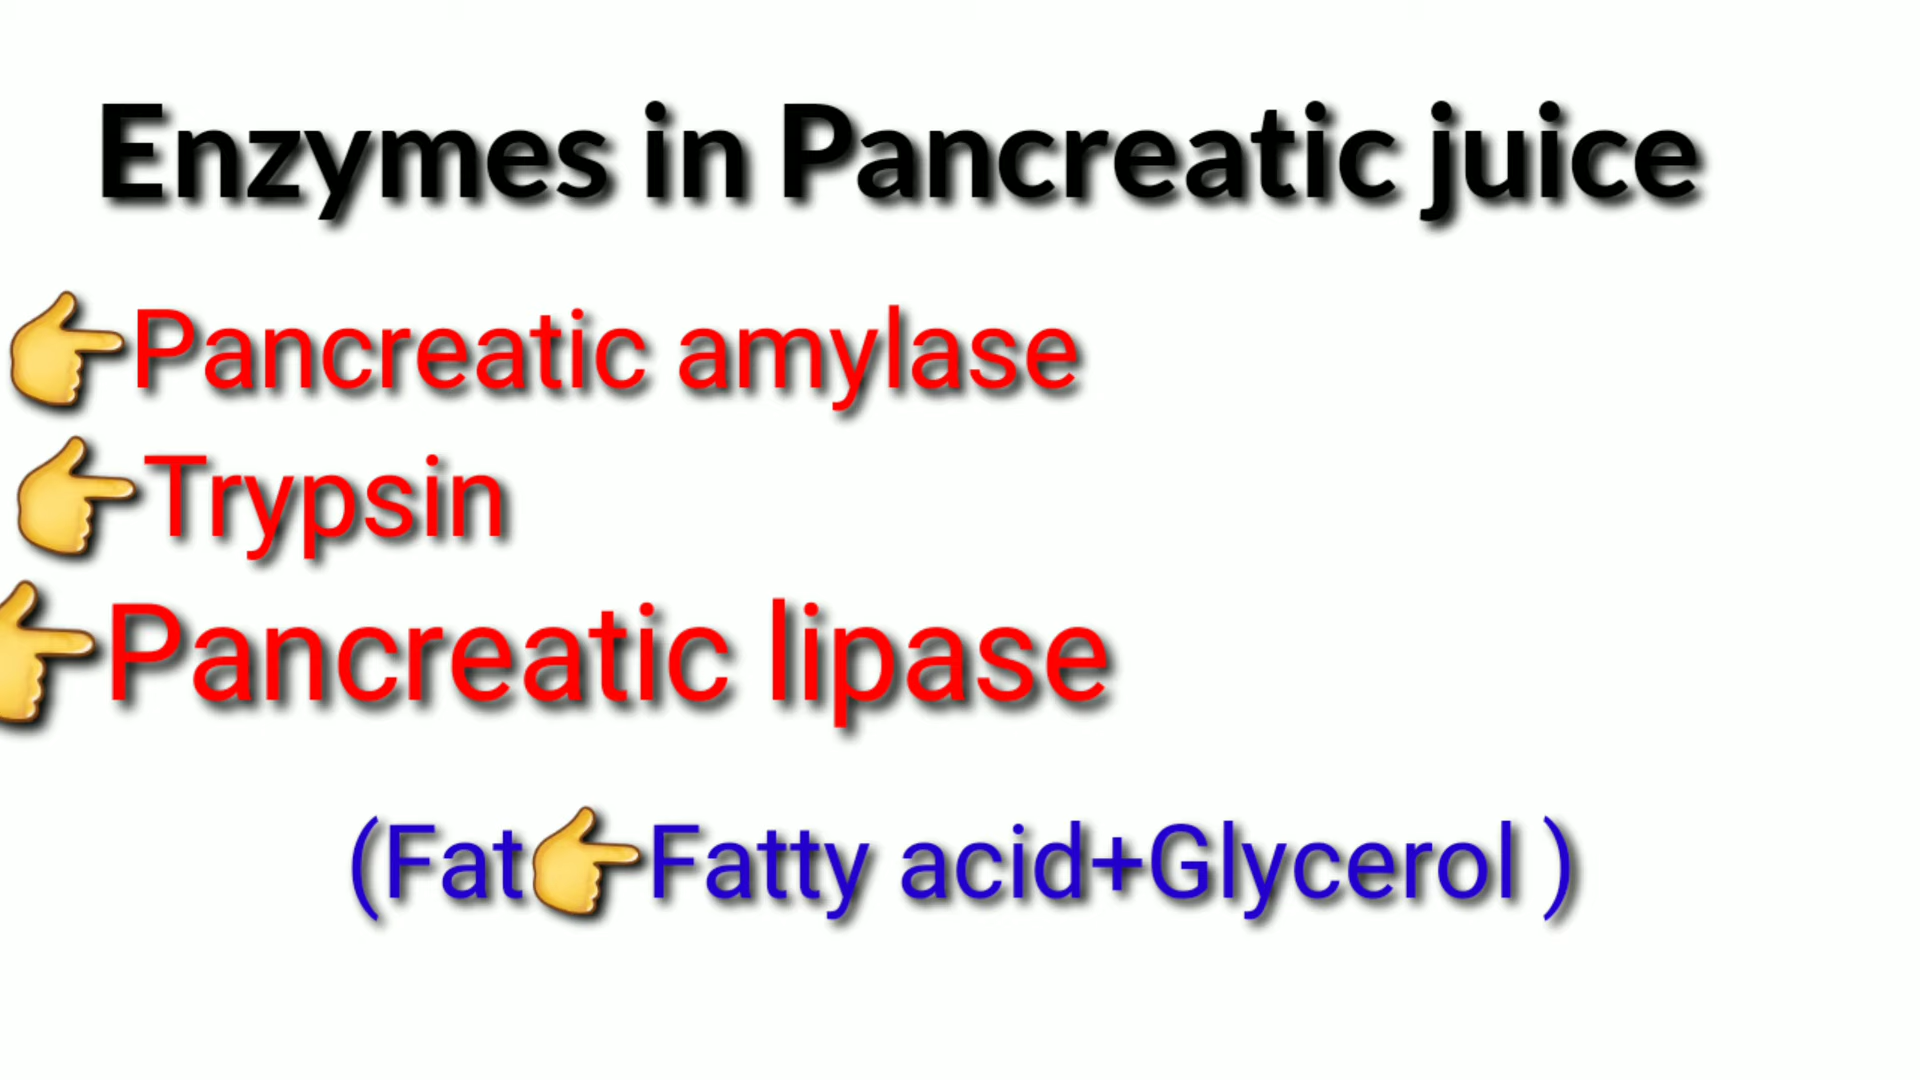 Enzymes in Pancreatic juice
👉Pancreatic amylase
👉Trypsin
👉Pancreatic lipase
(Fat👉Fatty acid+Glycerol )